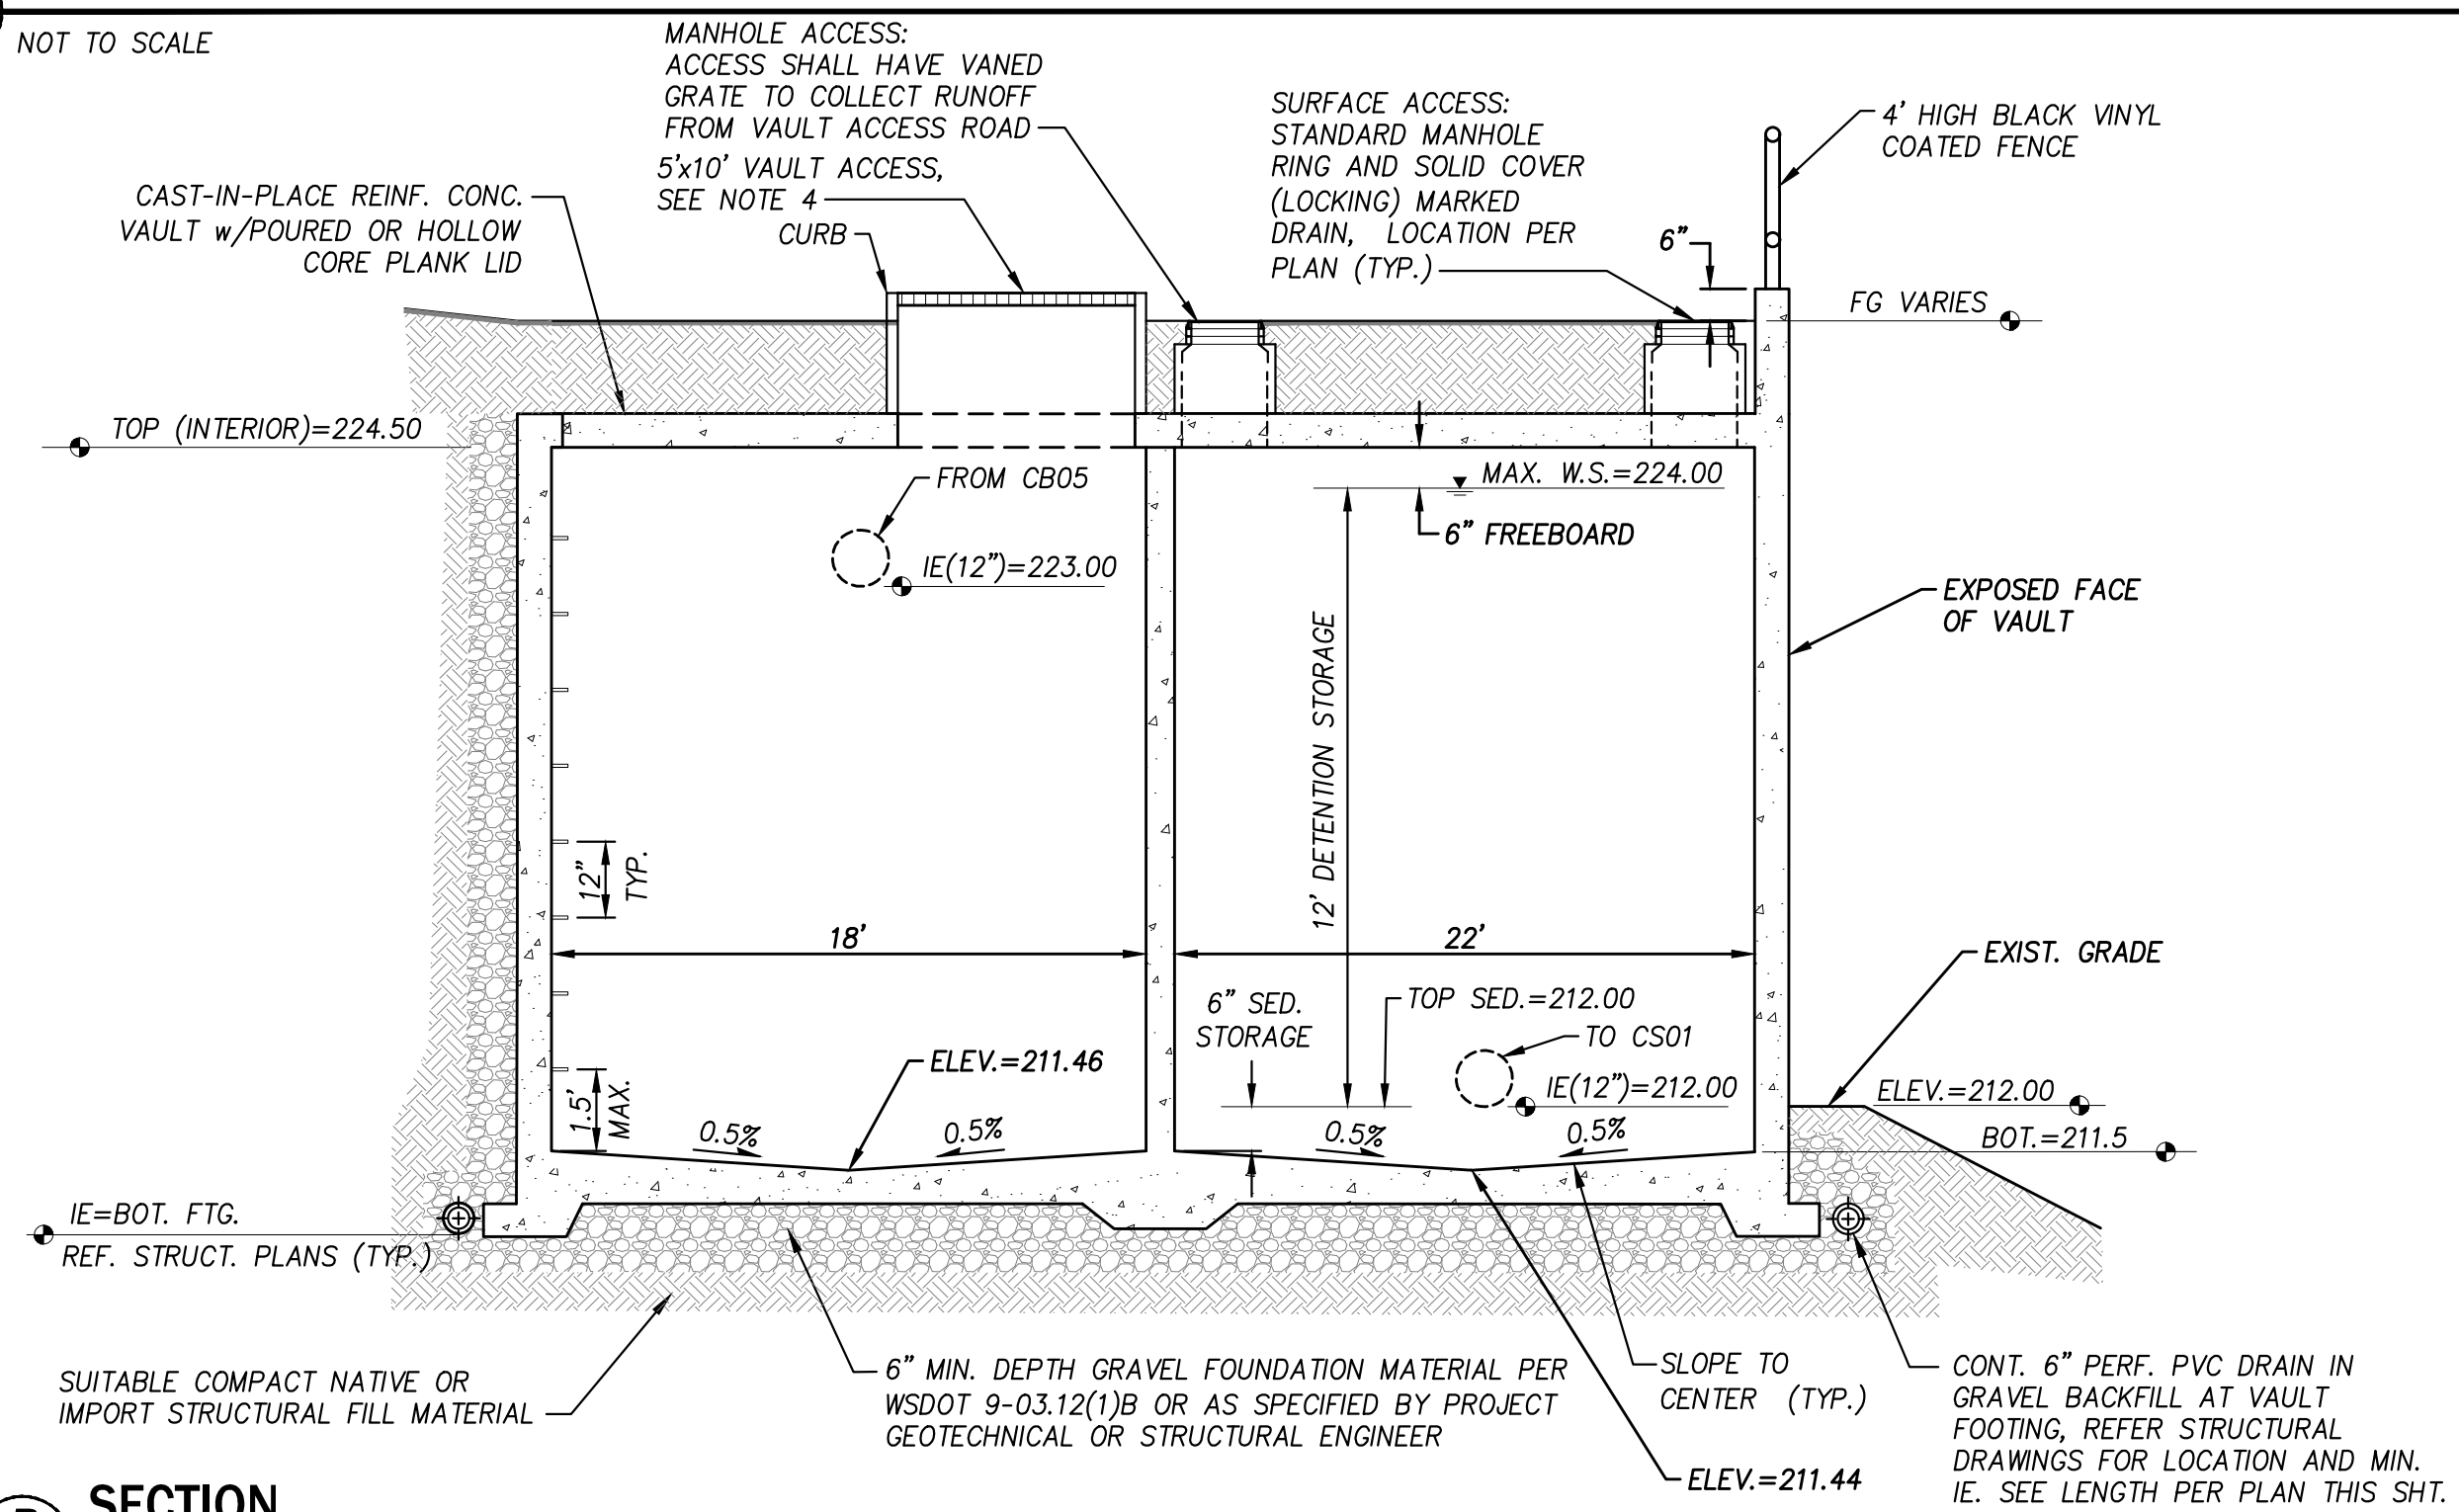 NOT TO SCALE
MANHOLE ACCESS:
ACCESS SHALL HAVE VANED
GRATE TO COLLECT RUNOFF
FROM VAULT ACCESS ROAD
5'x10' VAULT ACCESS,
SEE NOTE 4
CURB
CAST-IN-PLACE REINF. CONC.
VAULT w/POURED OR HOLLOW
CORE PLANK LID
SURFACE ACCESS:
STANDARD MANHOLE
RING AND SOLID COVER
(LOCKING) MARKED
DRAIN, LOCATION PER
PLAN (TYP.)
6"
4' HIGH BLACK VINYL
COATED FENCE
FG VARIES
TOP (INTERIOR)=224.50
FROM CB05
IE(12")=223.00
MAX. W.S.=224.00
6" FREEBOARD
EXPOSED FACE
OF VAULT
12' DETENTION STORAGE
12"
TYP.
18'
22'
EXIST. GRADE
6" SED.
STORAGE
TOP SED.=212.00
TO CS01
IE(12")=212.00
ELEV.=211.46
1.5'
MAX.
0.5%
0.5%
0.5%
0.5%
ELEV.=212.00
BOT.=211.5
IE=BOT. FTG.
REF. STRUCT. PLANS (TYP.)
SUITABLE COMPACT NATIVE OR
IMPORT STRUCTURAL FILL MATERIAL
6" MIN. DEPTH GRAVEL FOUNDATION MATERIAL PER
WSDOT 9-03.12(1)B OR AS SPECIFIED BY PROJECT
GEOTECHNICAL OR STRUCTURAL ENGINEER
SLOPE TO
CENTER (TYP.)
ELEV.=211.44
CONT. 6" PERF. PVC DRAIN IN
GRAVEL BACKFILL AT VAULT
FOOTING, REFER STRUCTURAL
DRAWINGS FOR LOCATION AND MIN.
IE. SEE LENGTH PER PLAN THIS SHT.
SECTION